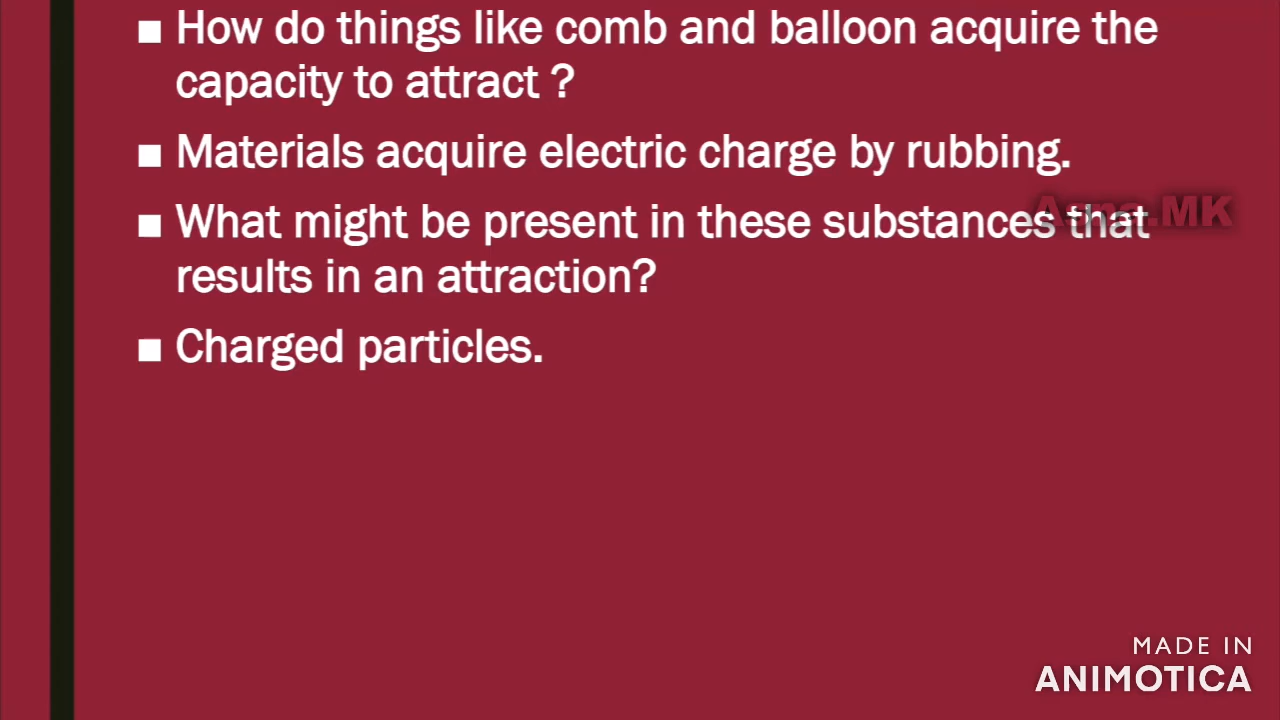 ■ How do things like comb and balloon acquire the
capacity to attract ?
■ Materials acquire electric charge by rubbing.
■ What might be present in these substances that
results in an attraction?
■ Charged particles.
MADE IN
ANIMOTICA